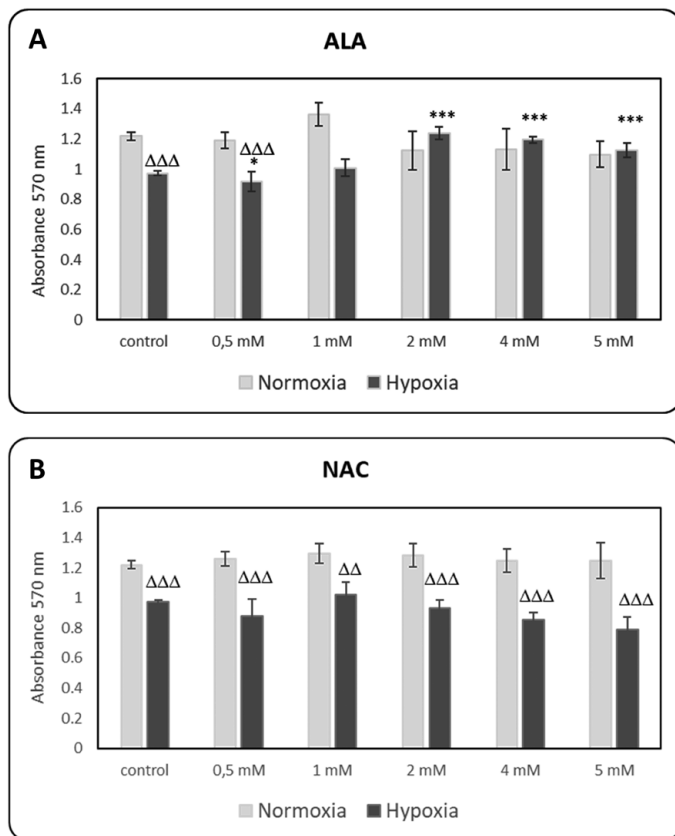 A
ALA
1.6
1.4
1.2
1
0.8
0.6
0.4
0.2
0
Absorbance 570 nm
ΔΔΔ
ΔΔΔ
*
***
***
***
control
0,5 mM
1 mM
2 mM
4 mM
5 mM
Normoxia
Hypoxia
B
NAC
1.6
1.4
1.2
1
0.8
0.6
0.4
0.2
0
Absorbance 570 nm
ΔΔΔ
ΔΔΔ
ΔΔ
ΔΔΔ
ΔΔΔ
ΔΔΔ
control
0,5 mM
1 mM
2 mM
4 mM
5 mM
Normoxia
Hypoxia